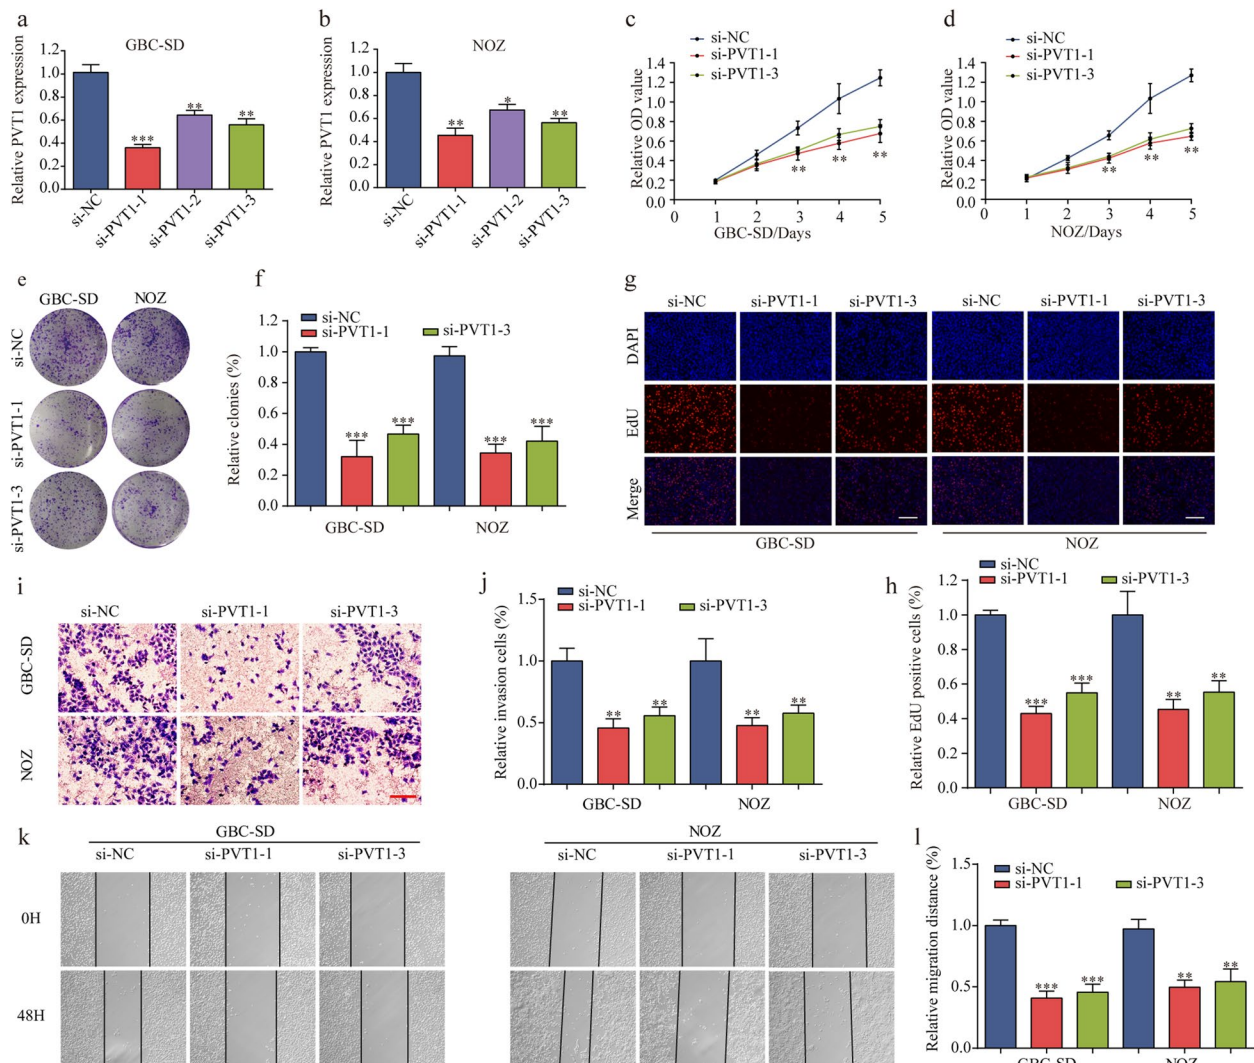 a
GBC-SD
Relative PVT1 expression
1.2
1.0
0.8
0.6
0.4
0.2
0.0
***
**
**
si-NC
si-PVT1-1
si-PVT1-2
si-PVT1-3
b
NOZ
Relative PVT1 expression
1.2
1.0
0.8
0.6
0.4
0.2
0.0
**
*
**
si-NC
si-PVT1-1
si-PVT1-2
si-PVT1-3
c
si-NC
si-PVT1-1
si-PVT1-3
Relative OD value
1.4
1.2
1.0
0.8
0.6
0.4
0.2
0.0
**
**
**
0 1 2 3 4 5
GBC-SD/Days
d
si-NC
si-PVT1-1
si-PVT1-3
Relative OD value
1.4
1.2
1.0
0.8
0.6
0.4
0.2
0.0
**
**
**
0 1 2 3 4 5
NOZ/Days
e
GBC-SD NOZ
si-NC
si-PVT1-1
si-PVT1-3
f
si-NC
si-PVT1-1 si-PVT1-3
Relative clonies (%)
1.2
1.0
0.8
0.6
0.4
0.2
0.0
***
***
***
***
GBC-SD NOZ
g
si-NC si-PVT1-1 si-PVT1-3 si-NC si-PVT1-1 si-PVT1-3
DAPI
EdU
Merge
GBC-SD NOZ
i
si-NC si-PVT1-1 si-PVT1-3
GBC-SD
NOZ
j
si-NC
si-PVT1-1 si-PVT1-3
Relative invasion cells (%)
1.5
1.0
0.5
0.0
**
**
**
**
GBC-SD NOZ
h
si-NC
si-PVT1-1 si-PVT1-3
Relative EdU positive cells (%)
1.2
1.0
0.8
0.6
0.4
0.2
0.0
***
***
**
**
GBC-SD NOZ
k
GBC-SD NOZ
si-NC si-PVT1-1 si-PVT1-3 si-NC si-PVT1-1 si-PVT1-3
0H
48H
l
si-NC
si-PVT1-1 si-PVT1-3
Relative migration distance (%)
1.5
1.0
0.5
0.0
***
***
**
**
GBC-SD NOZ